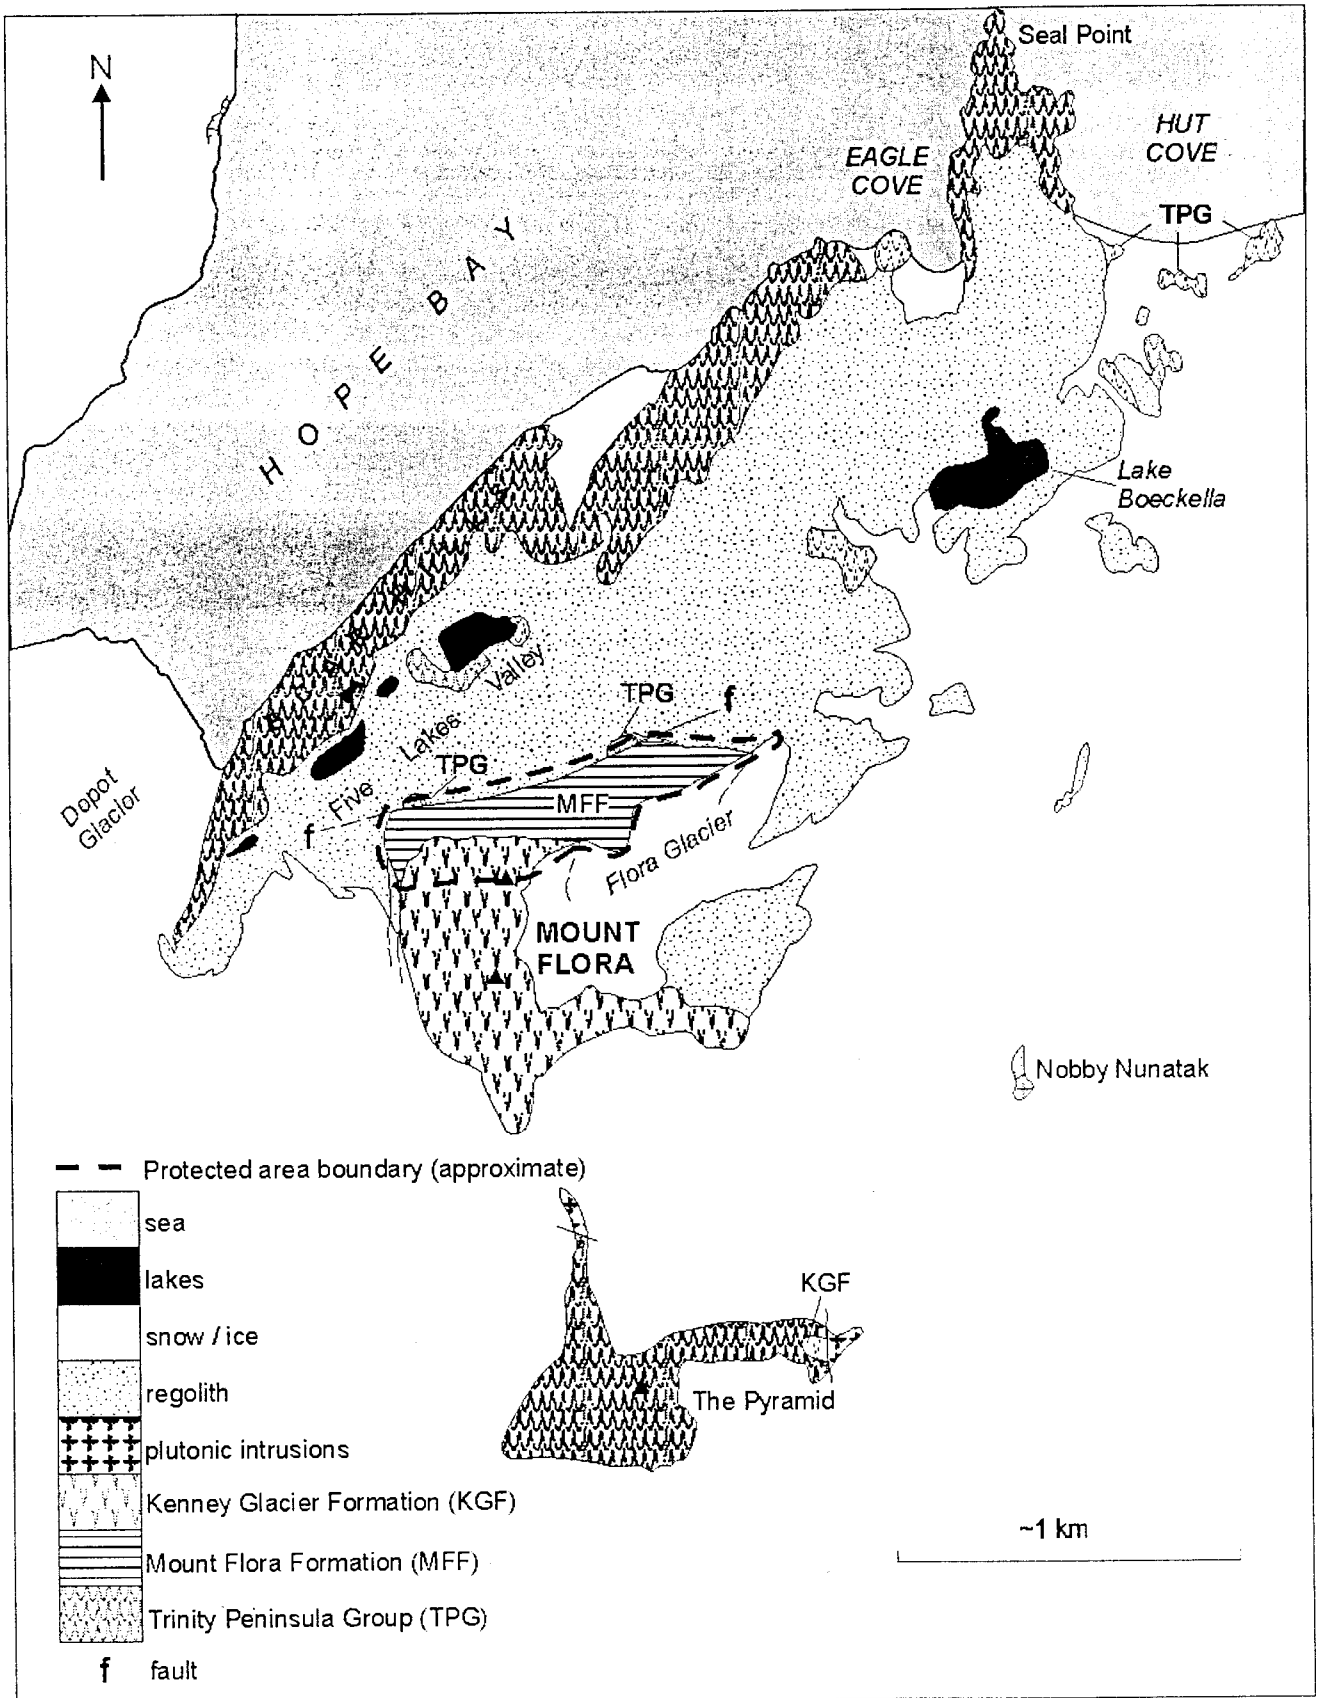 N
Seal Point
HUT
COVE
EAGLE
COVE
TPG
HOPE BAY
Lake
Boeckella
Valley
TPG
f
Lakes
TPG
Five
MFF
f
Depot
Glacier
Flora Glacier
MOUNT
FLORA
Nobby Nunatak
Protected area boundary (approximate)
sea
lakes
KGF
snow / ice
regolith
The Pyramid
plutonic intrusions
Kenney Glacier Formation (KGF)
~1 km
Mount Flora Formation (MFF)
Trinity Peninsula Group (TPG)
f fault